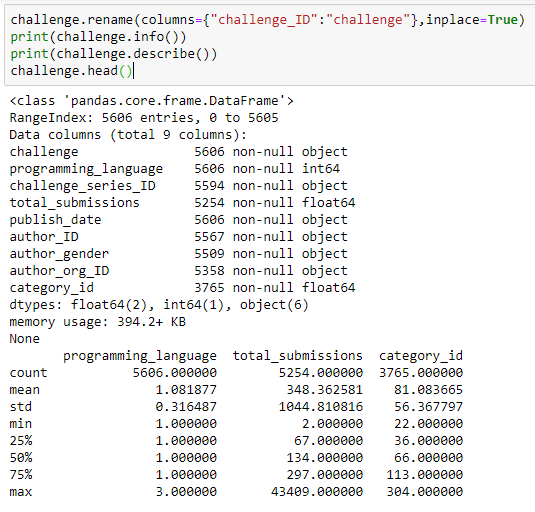 challenge.rename(columns={"challenge_ID":"challenge"},inplace=True)
print(challenge.info())
print(challenge.describe())
challenge.head()
<class 'pandas.core.frame.DataFrame'>
RangeIndex: 5606 entries, 0 to 5605
Data columns (total 9 columns):
challenge               5606 non-null object
programming_language    5606 non-null int64
challenge_series_ID     5594 non-null object
total_submissions       5254 non-null float64
publish_date            5606 non-null object
author_ID               5567 non-null object
author_gender           5509 non-null object
author_org_ID           5358 non-null object
category_id             3765 non-null float64
dtypes: float64(2), int64(1), object(6)
memory usage: 394.2+ KB
None
       programming_language  total_submissions  category_id
count           5606.000000        5254.000000  3765.000000
mean               1.081877         348.362581    81.083665
std                0.316487        1044.810816    56.367797
min                1.000000           2.000000    22.000000
25%                1.000000          67.000000    36.000000
50%                1.000000         134.000000    66.000000
75%                1.000000         297.000000   113.000000
max                3.000000       43409.000000   304.000000